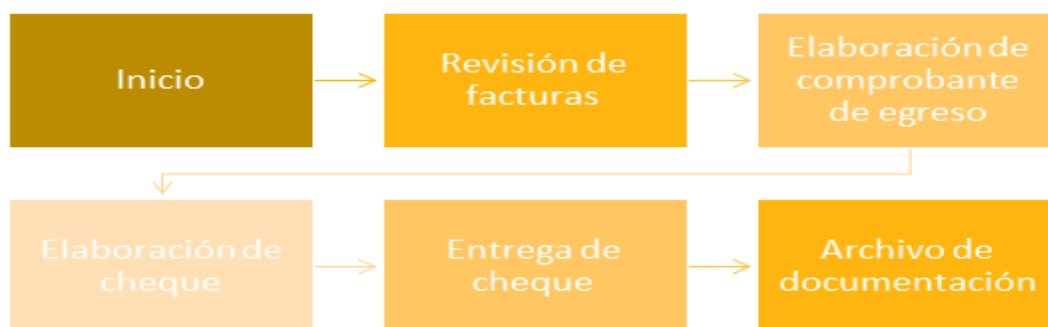 Inicio
Revisión de
facturas
Elaboración de
comprobante
de egreso
Elaboración de
cheque
Entrega de
cheque
Archivo de
documentación